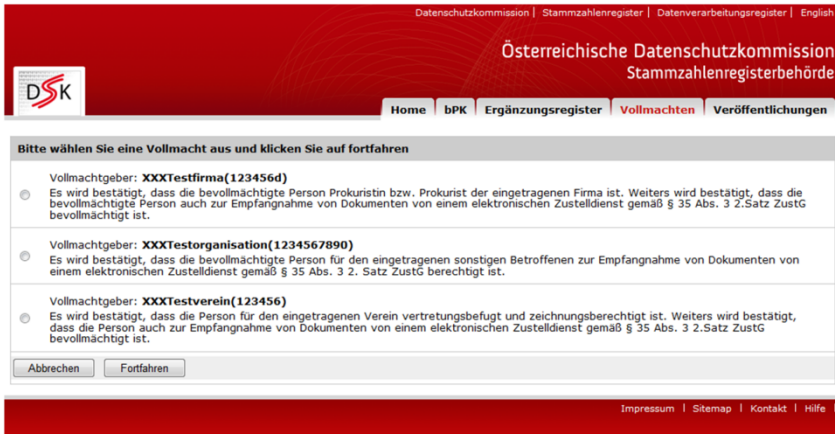 Datenschutzkommission | Stammzahlenregister | Datenverarbeitungsregister | English
Österreichische Datenschutzkommission
Stammzahlenregisterbehörde
DSK
Home bPK Ergänzungsregister Vollmachten Veröffentlichungen
Bitte wählen Sie eine Vollmacht aus und klicken Sie auf fortfahren
Vollmachtgeber: XXXTestfirma(123456d)
Es wird bestätigt, dass die bevollmächtigte Person Prokuristin bzw. Prokurist der eingetragenen Firma ist. Weiters wird bestätigt, dass die
bevollmächtigte Person auch zur Empfangnahme von Dokumenten von einem elektronischen Zustelldienst gemäß § 35 Abs. 3 2.Satz ZustG
bevollmächtigt ist.
Vollmachtgeber: XXXTestorganisation(1234567890)
Es wird bestätigt, dass die bevollmächtigte Person für den eingetragenen sonstigen Betroffenen zur Empfangnahme von Dokumenten von
einem elektronischen Zustelldienst gemäß § 35 Abs. 3 2. Satz ZustG berechtigt ist.
Vollmachtgeber: XXXTestverein(123456)
Es wird bestätigt, dass die Person für den eingetragenen Verein vertretungsbefugt und zeichnungsberechtigt ist. Weiters wird bestätigt,
dass die Person auch zur Empfangnahme von Dokumenten von einem elektronischen Zustelldienst gemäß § 35 Abs. 3 2.Satz ZustG
bevollmächtigt ist.
Abbrechen Fortfahren
Impressum | Sitemap | Kontakt | Hilfe |